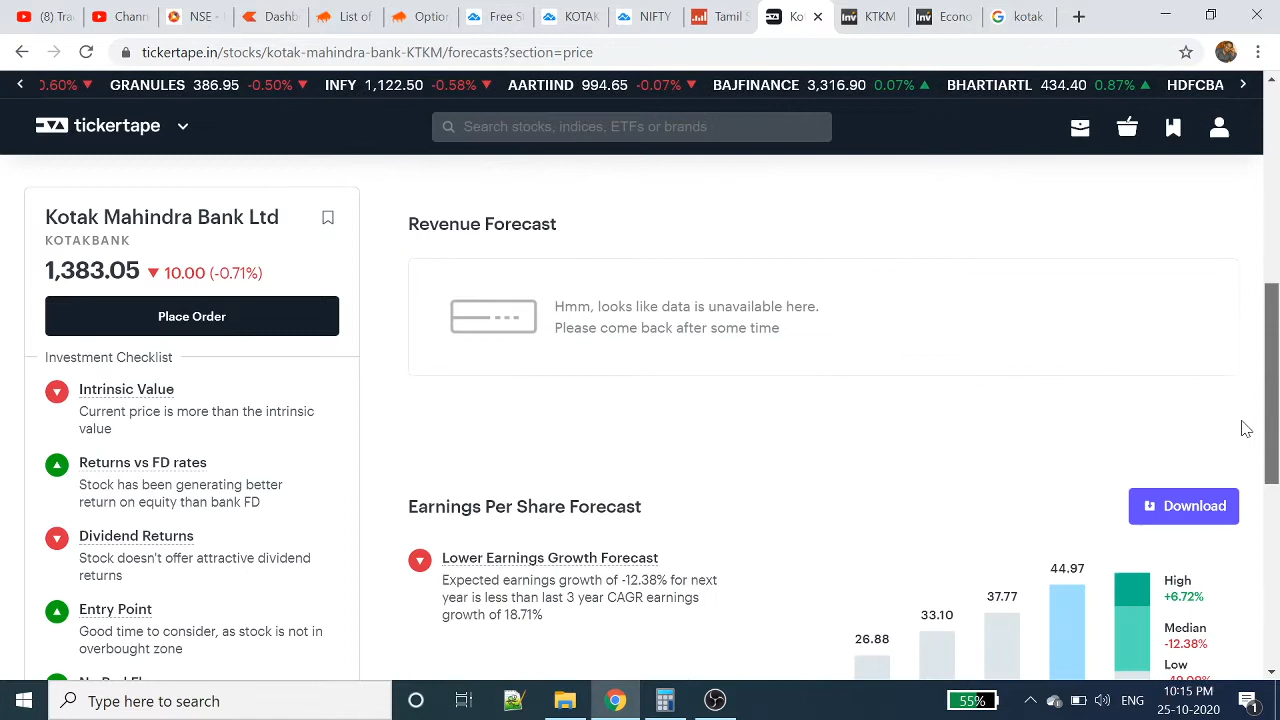 (1)
Chart
NSE -
Dash
List of
Option
Free S
KOTAK
NIFTY
Tamil S
Ko
KTKM
Econo
kotak
tickertape.in/stocks/kotak-mahindra-bank-KTKM/forecasts?section=price
0.60% ▼ GRANULES 386.95 -0.50% ▼ INFY 1,122.50 -0.58% ▼ AARTIIND 994.65 -0.07% ▼ BAJFINANCE 3,316.90 0.07% ▲ BHARTIARTL 434.40 0.87% ▲ HDFCBA
tickertape
Search stocks, indices, ETFs or brands
Kotak Mahindra Bank Ltd
KOTAKBANK
1,383.05 ▼ 10.00 (-0.71%)
Place Order
Investment Checklist
Intrinsic Value
Current price is more than the intrinsic
value
Returns vs FD rates
Stock has been generating better
return on equity than bank FD
Dividend Returns
Stock doesn't offer attractive dividend
returns
Entry Point
Good time to consider, as stock is not in
overbought zone
Revenue Forecast
Hmm, looks like data is unavailable here.
Please come back after some time
Earnings Per Share Forecast
Download
Lower Earnings Growth Forecast
Expected earnings growth of -12.38% for next
year is less than last 3 year CAGR earnings
growth of 18.71%
26.88
33.10
37.77
44.97
High
+6.72%
Median
-12.38%
Low
Type here to search
55%
ENG
10:15 PM
25-10-2020
1